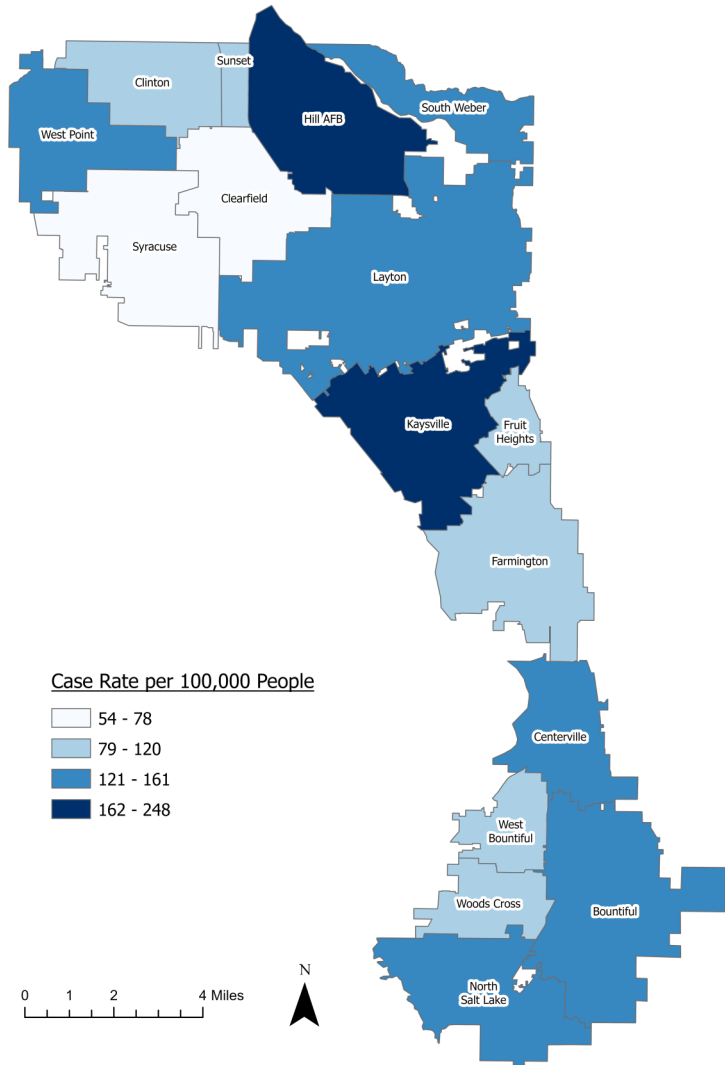 Sunset
Clinton
South Weber
Hill AFB
West Point
Clearfield
Syracuse
Layton
Kaysville
Fruit
Heights
Farmington
Case Rate per 100,000 People
54 - 78
79 - 120
121 - 161
162 - 248
Centerville
West
Bountiful
Woods Cross
Bountiful
North
Salt Lake
N
0 1 2 4 Miles